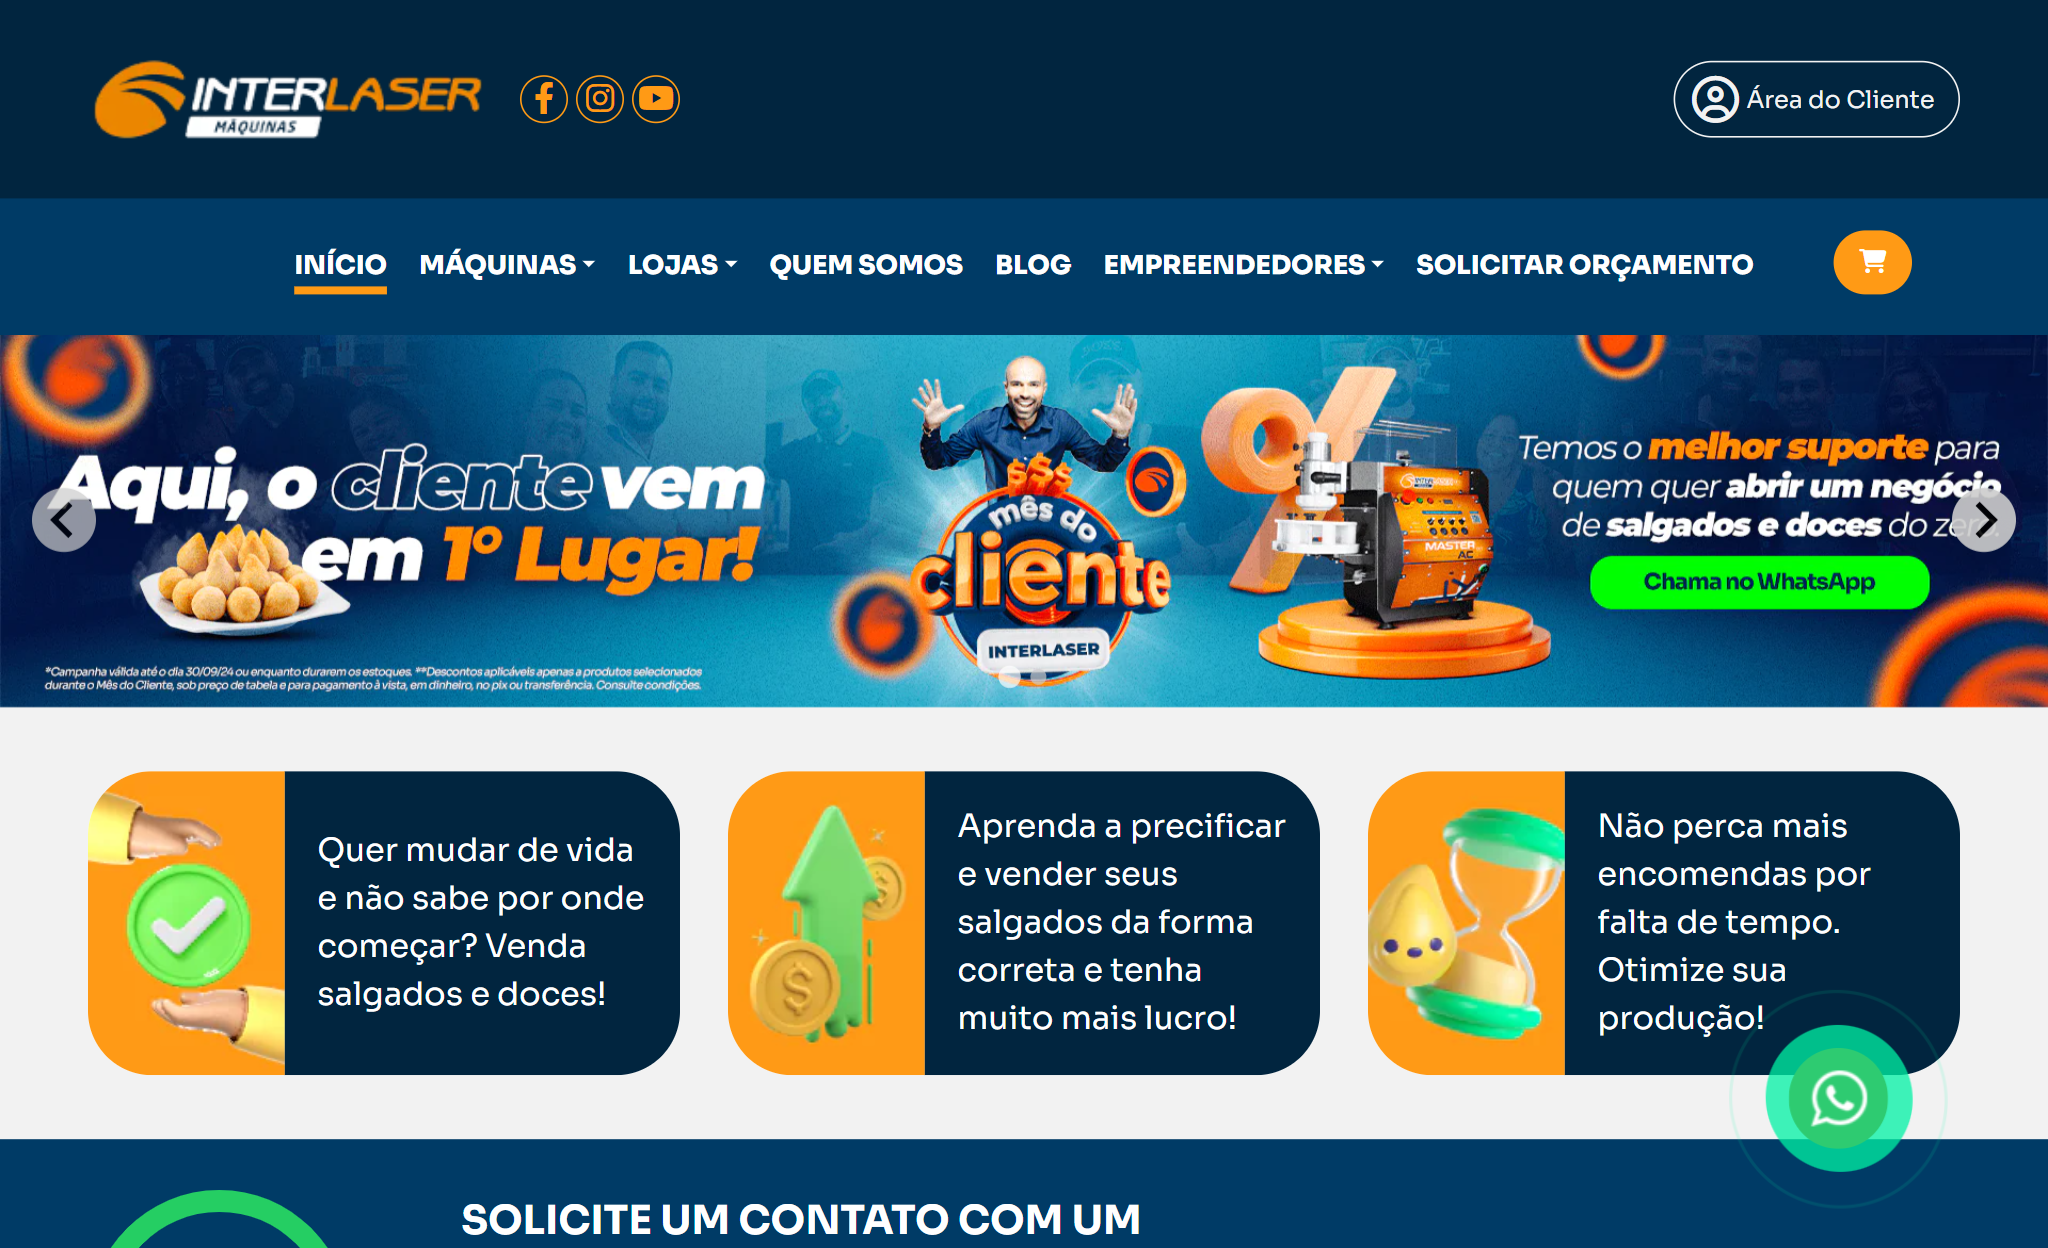 INTERLASER
MÁQUINAS
Área do Cliente
INÍCIO MÁQUINAS LOJAS QUEM SOMOS BLOG EMPREENDEDORES SOLICITAR ORÇAMENTO
Aqui, o cliente vem
em 1º Lugar!
*Campanha válida até o dia 30/09/24 ou enquanto durarem os estoques. **Descontos aplicáveis apenas a produtos selecionados
durante o Mês do Cliente, sob preço de tabela e para pagamento à vista, em dinheiro, no pix ou transferência. Consulte condições.
$$$
mês do
cliente
INTERLASER
%
INTERLASER
MASTER
AC
Temos o melhor suporte para
quem quer abrir um negócio
de salgados e doces do zero.
Chama no WhatsApp
Quer mudar de vida
e não sabe por onde
começar? Venda
salgados e doces!
$
$
Aprenda a precificar
e vender seus
salgados da forma
correta e tenha
muito mais lucro!
Não perca mais
encomendas por
falta de tempo.
Otimize sua
produção!
SOLICITE UM CONTATO COM UM